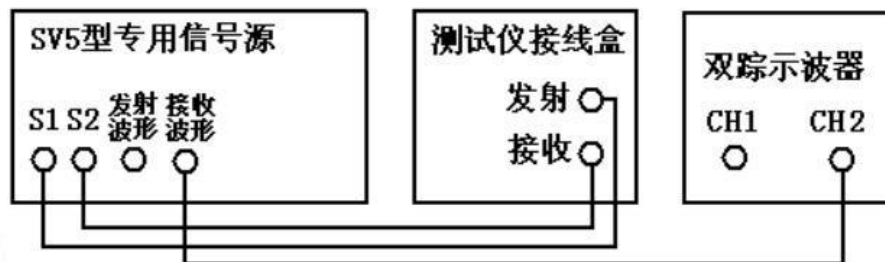 SV5型专用信号源
S1 S2 发射波形 接收波形
测试仪接线盒
发射
接收
双踪示波器
CH1 CH2